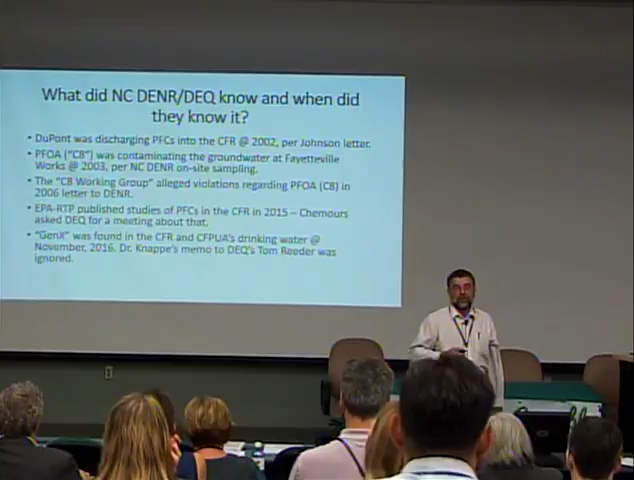 What did NC DENR/DEQ know and when did
they know it?
• DuPont was discharging PFCs into the CFR @ 2002, per Johnson letter.
• PFOA ("C8") was contaminating the groundwater at Fayetteville
Works @ 2003, per NC DENR on-site sampling.
• The "C8 Working Group" alleged violations regarding PFOA (C8) in
2006 letter to DENR.
• EPA-RTP published studies of PFCs in the CFR in 2015 – Chemours
asked DEQ for a meeting about that.
• "GenX" was found in the CFR and CFPUA's drinking water @
November, 2016. Dr. Knappe's memo to DEQ's Tom Reeder was
ignored.